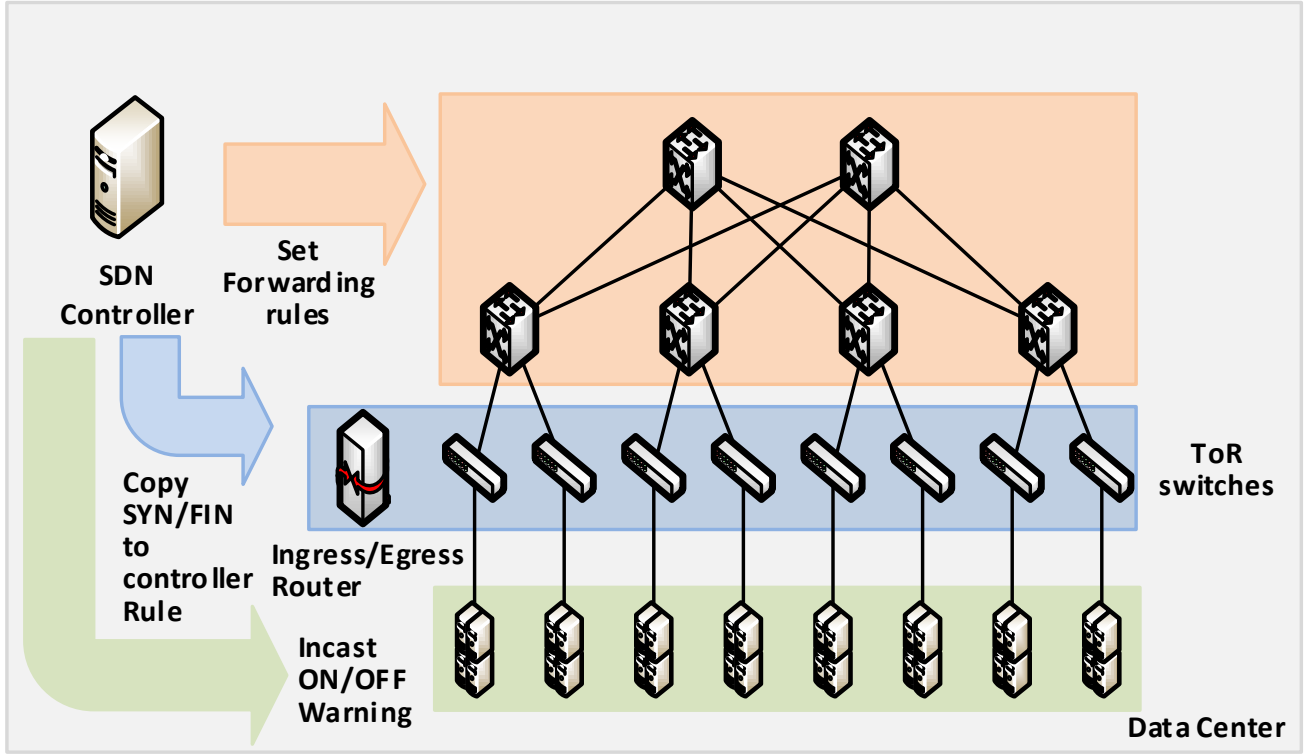 SDN
Controller
Set
Forwarding
rules
Copy
SYN/FIN
to
controller
Rule
Ingress/Egress
Router
ToR
switches
Incast
ON/OFF
Warning
Data Center